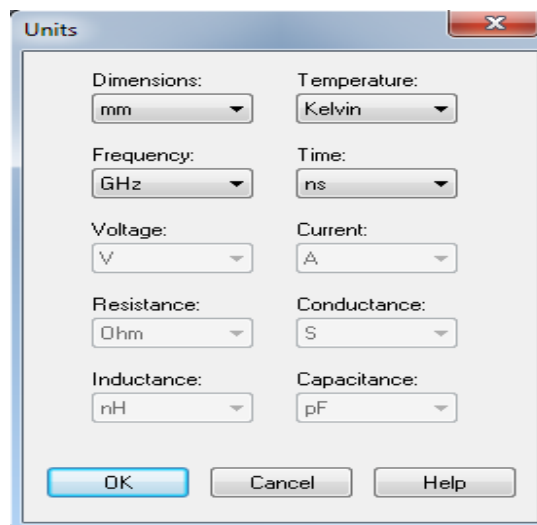 Units
Dimensions: Temperature:
mm Kelvin
Frequency: Time:
GHz ns
Voltage: Current:
V A
Resistance: Conductance:
Ohm S
Inductance: Capacitance:
nH pF
OK Cancel Help